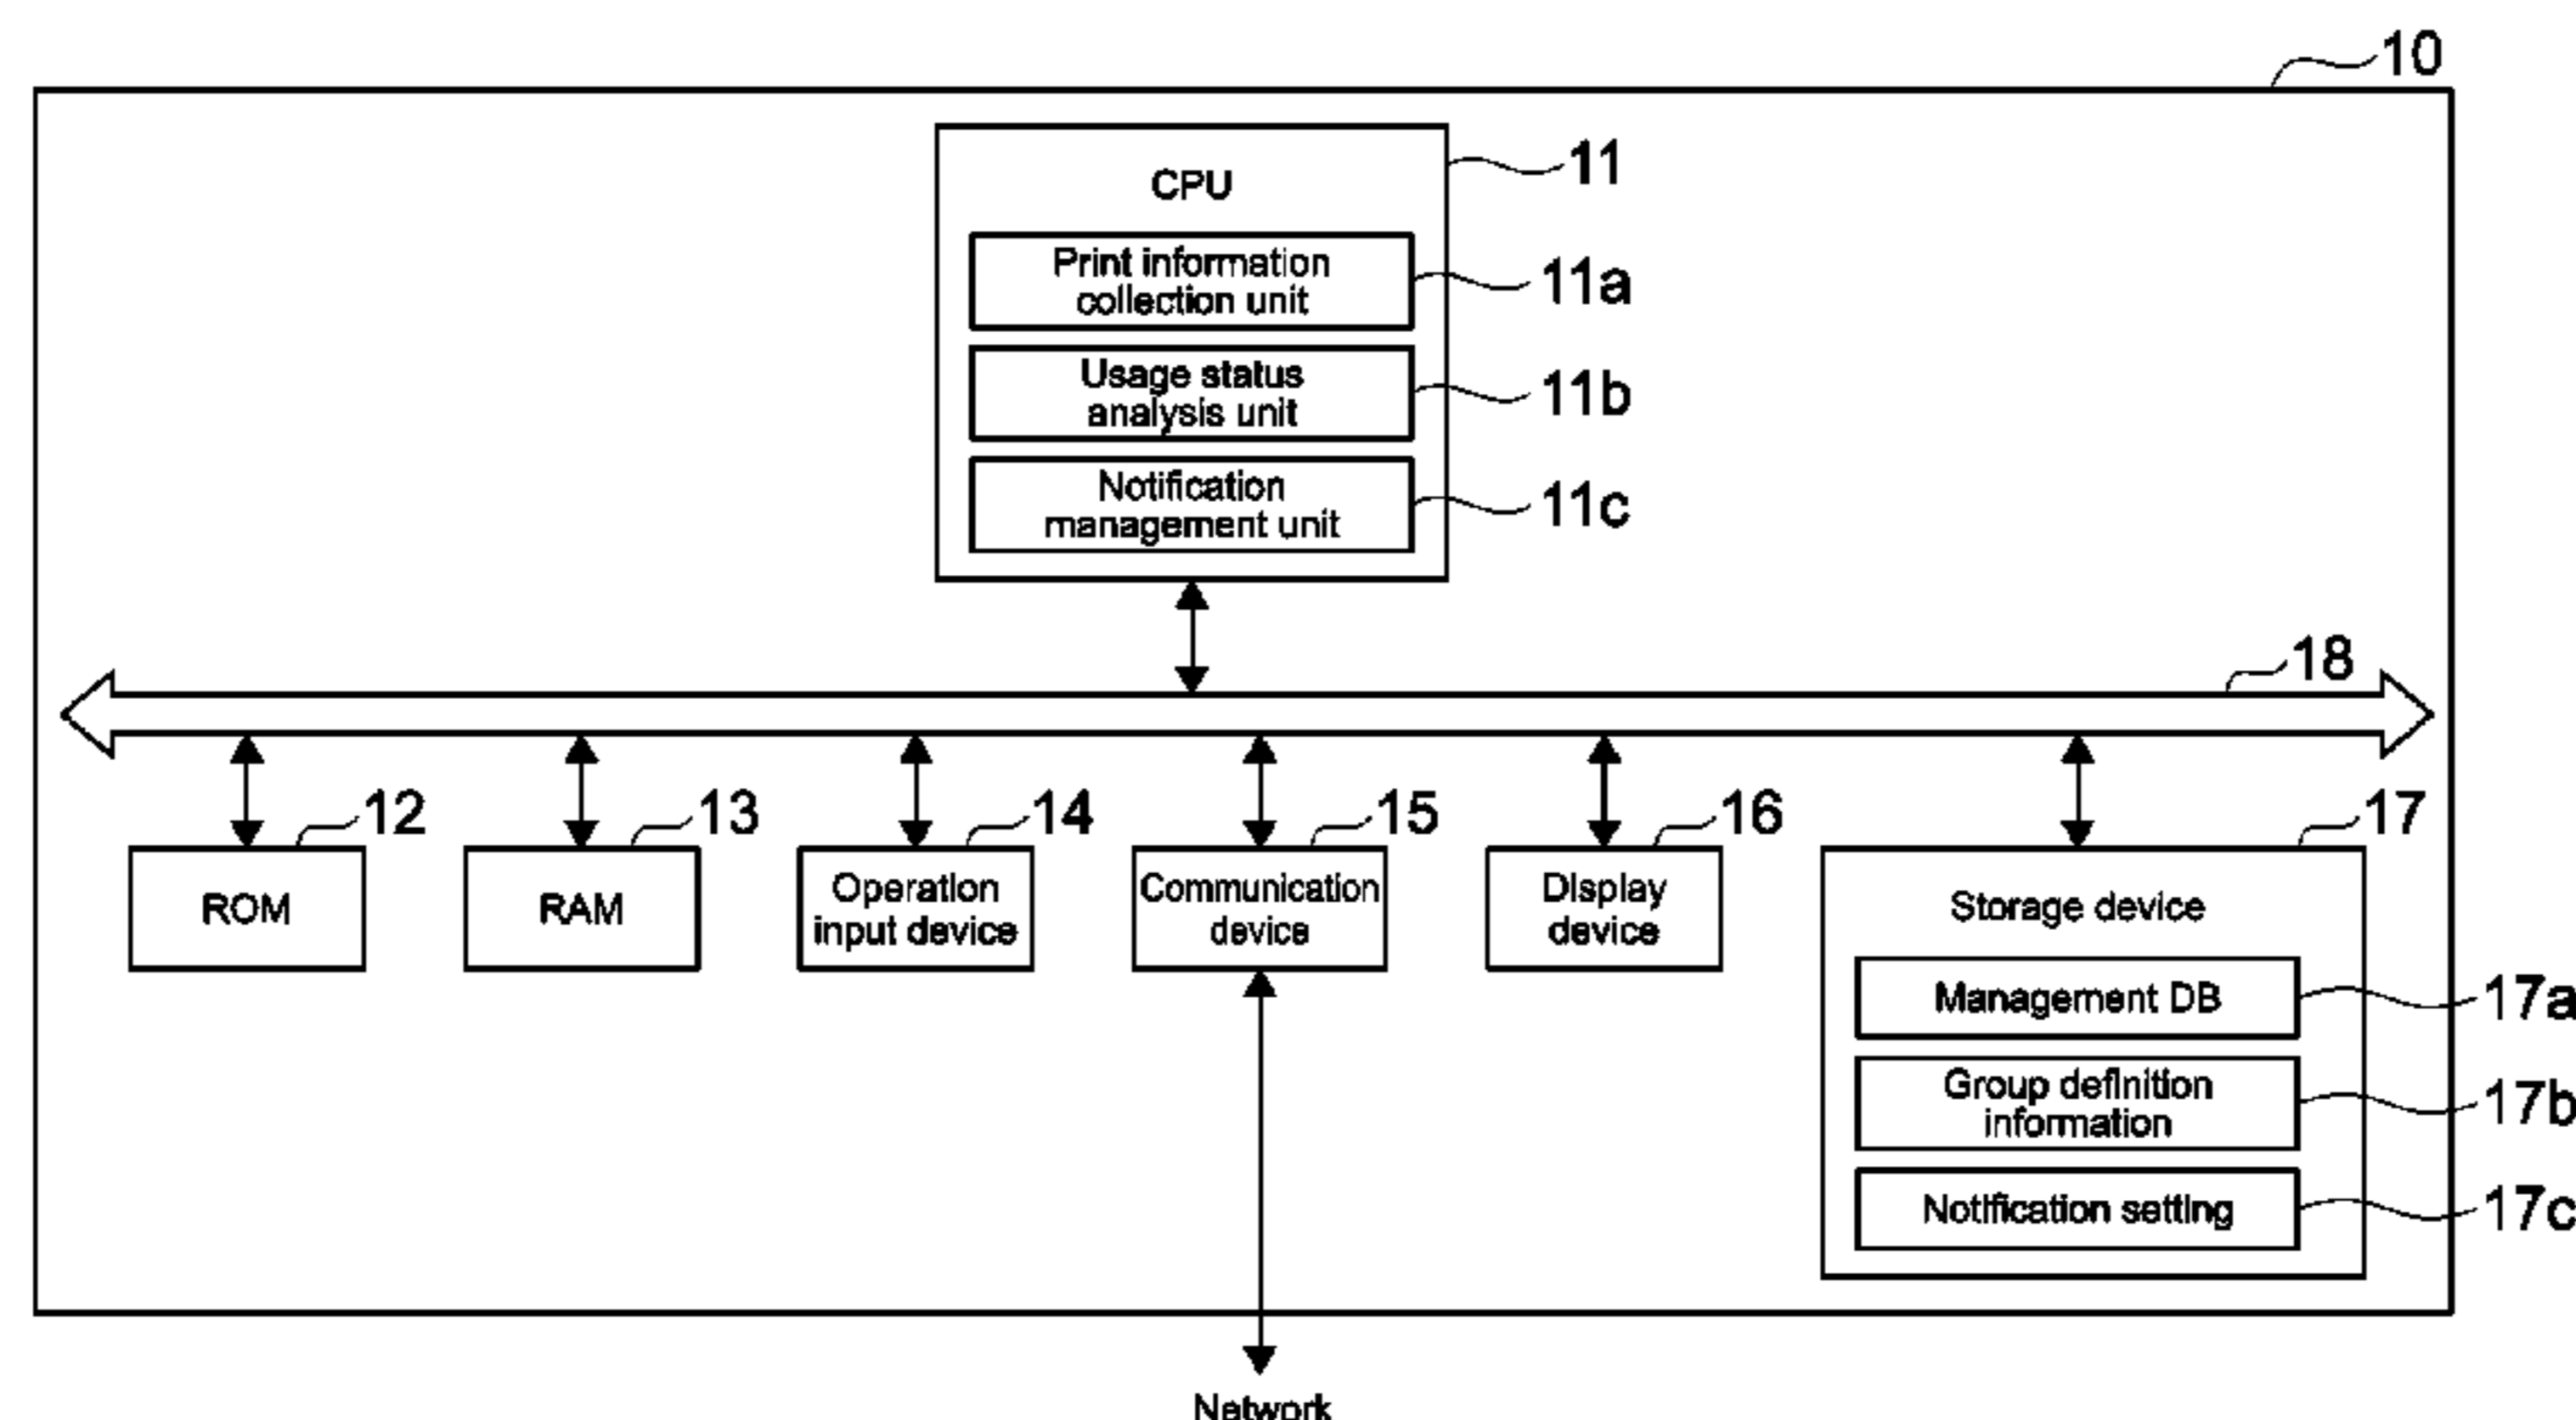 10
CPU
11
Print information
collection unit
11a
Usage status
analysis unit
11b
Notification
management unit
11c
18
12
13
14
15
16
17
ROM
RAM
Operation
input device
Communication
device
Display
device
Storage device
Management DB
17a
Group definition
information
17b
Notification setting
17c
Network